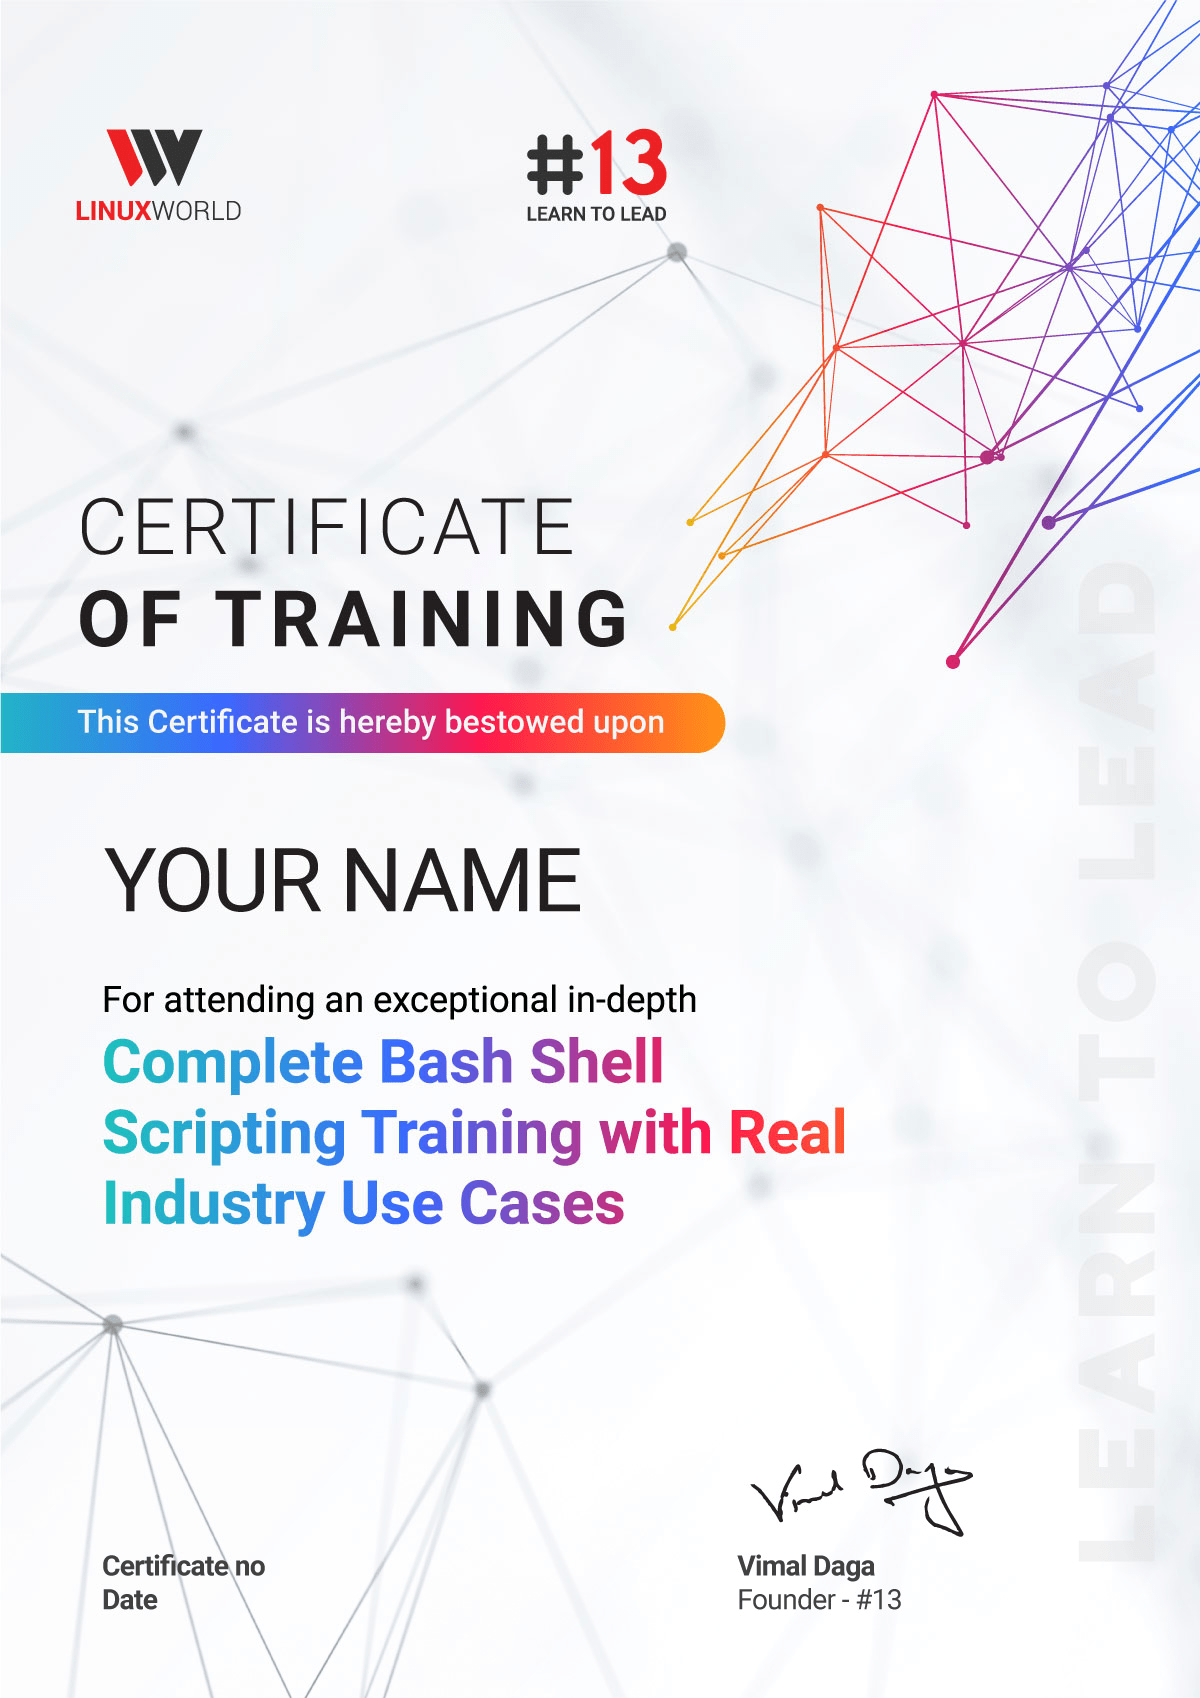 LINUXWORLD
#13
LEARN TO LEAD
CERTIFICATE
OF TRAINING
This Certificate is hereby bestowed upon
YOUR NAME
For attending an exceptional in-depth
Complete Bash Shell
Scripting Training with Real
Industry Use Cases
LEARN TO LEAD
Vimal Daga
Certificate no
Date
Vimal Daga
Founder - #13